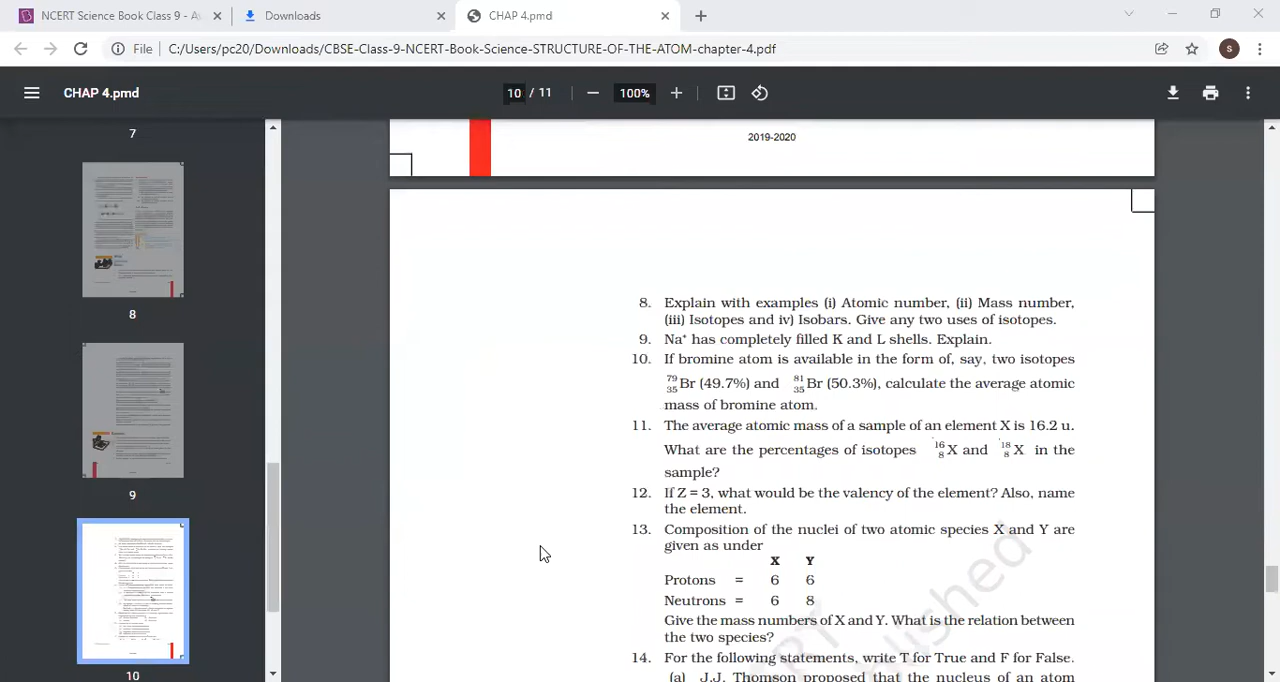 NCERT Science Book Class 9 - A
Downloads
CHAP 4.pmd
File
C:/Users/pc20/Downloads/CBSE-Class-9-NCERT-Book-Science-STRUCTURE-OF-THE-ATOM-chapter-4.pdf
S
CHAP 4.pmd
10 / 11
100%
7
8
9
10
2019-2020
8. Explain with examples (i) Atomic number, (ii) Mass number,
(iii) Isotopes and iv) Isobars. Give any two uses of isotopes.
9. Na⁺ has completely filled K and L shells. Explain.
10. If bromine atom is available in the form of, say, two isotopes
⁷⁹₃₅Br (49.7%) and ⁸¹₃₅Br (50.3%), calculate the average atomic
mass of bromine atom
11. The average atomic mass of a sample of an element X is 16.2 u.
What are the percentages of isotopes ¹⁶₈X and ¹⁸₈X in the
sample?
12. If Z = 3, what would be the valency of the element? Also, name
the element.
13. Composition of the nuclei of two atomic species X and Y are
given as under
X Y
Protons = 6 6
Neutrons = 6 8
Give the mass numbers of X and Y. What is the relation between
the two species?
14. For the following statements, write T for True and F for False.
(a) J.J. Thomson proposed that the nucleus of an atom